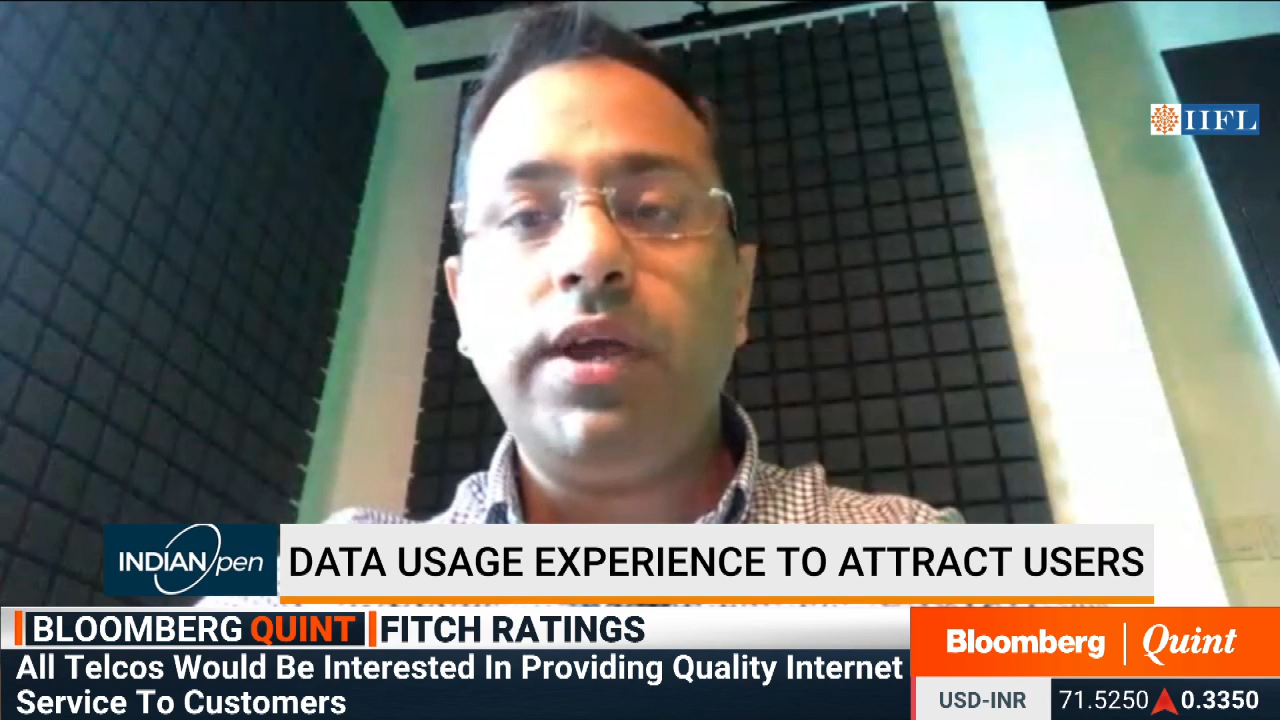 IIFL
INDIAN Open
DATA USAGE EXPERIENCE TO ATTRACT USERS
BLOOMBERG QUINT FITCH RATINGS
All Telcos Would Be Interested In Providing Quality Internet
Service To Customers
Bloomberg | Quint
USD-INR 71.5250 0.3350